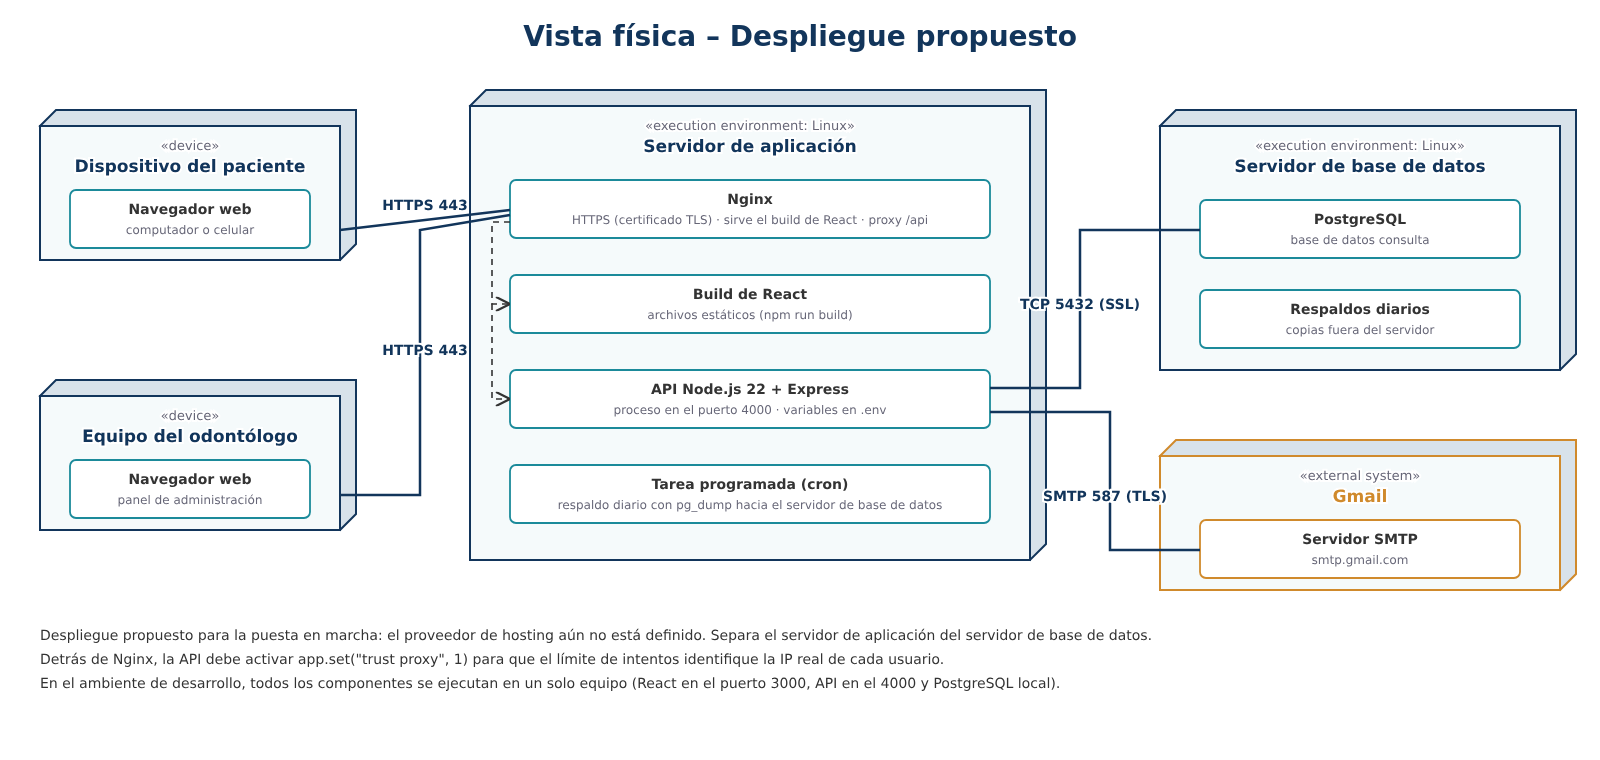 Vista física – Despliegue propuesto
«device»
Dispositivo del paciente
Navegador web
computador o celular
HTTPS 443
«device»
Equipo del odontólogo
Navegador web
panel de administración
HTTPS 443
«execution environment: Linux»
Servidor de aplicación
Nginx
HTTPS (certificado TLS) · sirve el build de React · proxy /api
Build de React
archivos estáticos (npm run build)
API Node.js 22 + Express
proceso en el puerto 4000 · variables en .env
Tarea programada (cron)
respaldo diario con pg_dump hacia el servidor de base de datos
TCP 5432 (SSL)
SMTP 587 (TLS)
«execution environment: Linux»
Servidor de base de datos
PostgreSQL
base de datos consulta
Respaldos diarios
copias fuera del servidor
«external system»
Gmail
Servidor SMTP
smtp.gmail.com
Despliegue propuesto para la puesta en marcha: el proveedor de hosting aún no está definido. Separa el servidor de aplicación del servidor de base de datos.
Detrás de Nginx, la API debe activar app.set("trust proxy", 1) para que el límite de intentos identifique la IP real de cada usuario.
En el ambiente de desarrollo, todos los componentes se ejecutan en un solo equipo (React en el puerto 3000, API en el 4000 y PostgreSQL local).